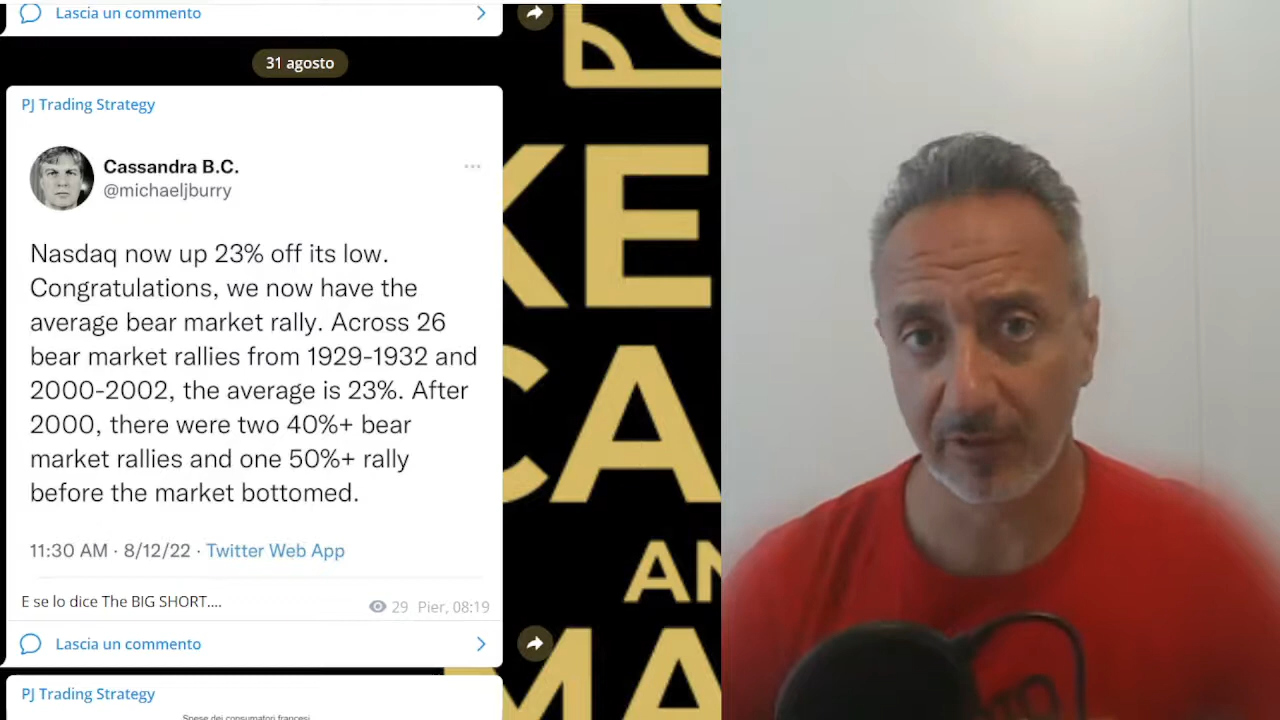 Lascia un commento
31 agosto
PJ Trading Strategy
Cassandra B.C.
@michaeljburry
Nasdaq now up 23% off its low.
Congratulations, we now have the
average bear market rally. Across 26
bear market rallies from 1929-1932 and
2000-2002, the average is 23%. After
2000, there were two 40%+ bear
market rallies and one 50%+ rally
before the market bottomed.
11:30 AM · 8/12/22 · Twitter Web App
E se lo dice The BIG SHORT....
29 Pier, 08:19
Lascia un commento
PJ Trading Strategy
Spese dei consumatori francesi
KE
CA
AN
MA